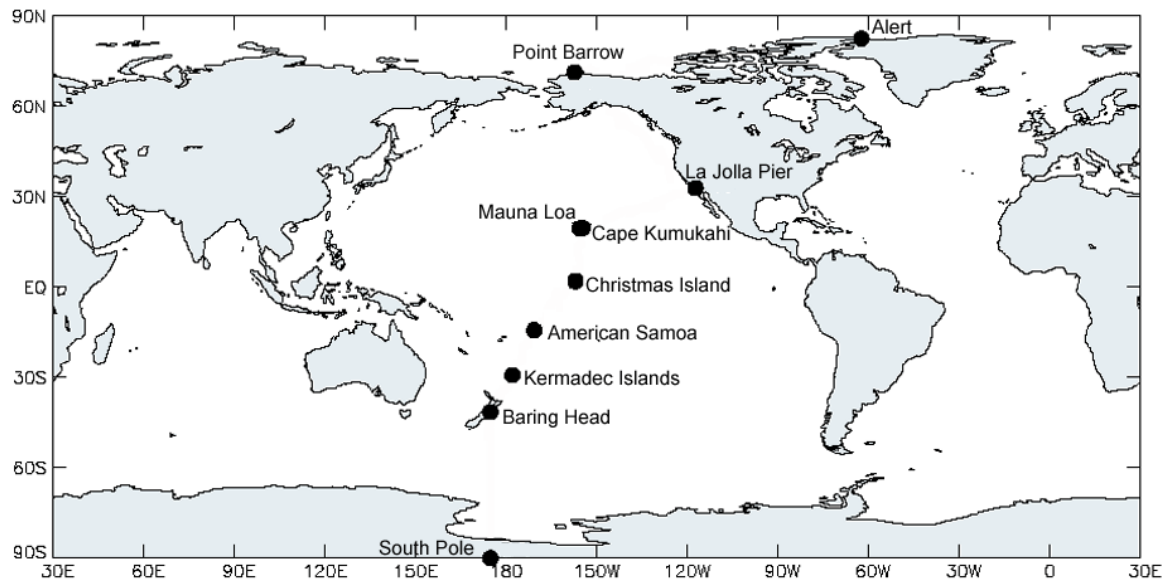 90N
Alert
Point Barrow
60N
La Jolla Pier
30N
Mauna Loa
Cape Kumukahi
EQ
Christmas Island
American Samoa
30S
Kermadec Islands
Baring Head
60S
South Pole
90S
30E 60E 90E 120E 150E 180 150W 120W 90W 60W 30W 0 30E